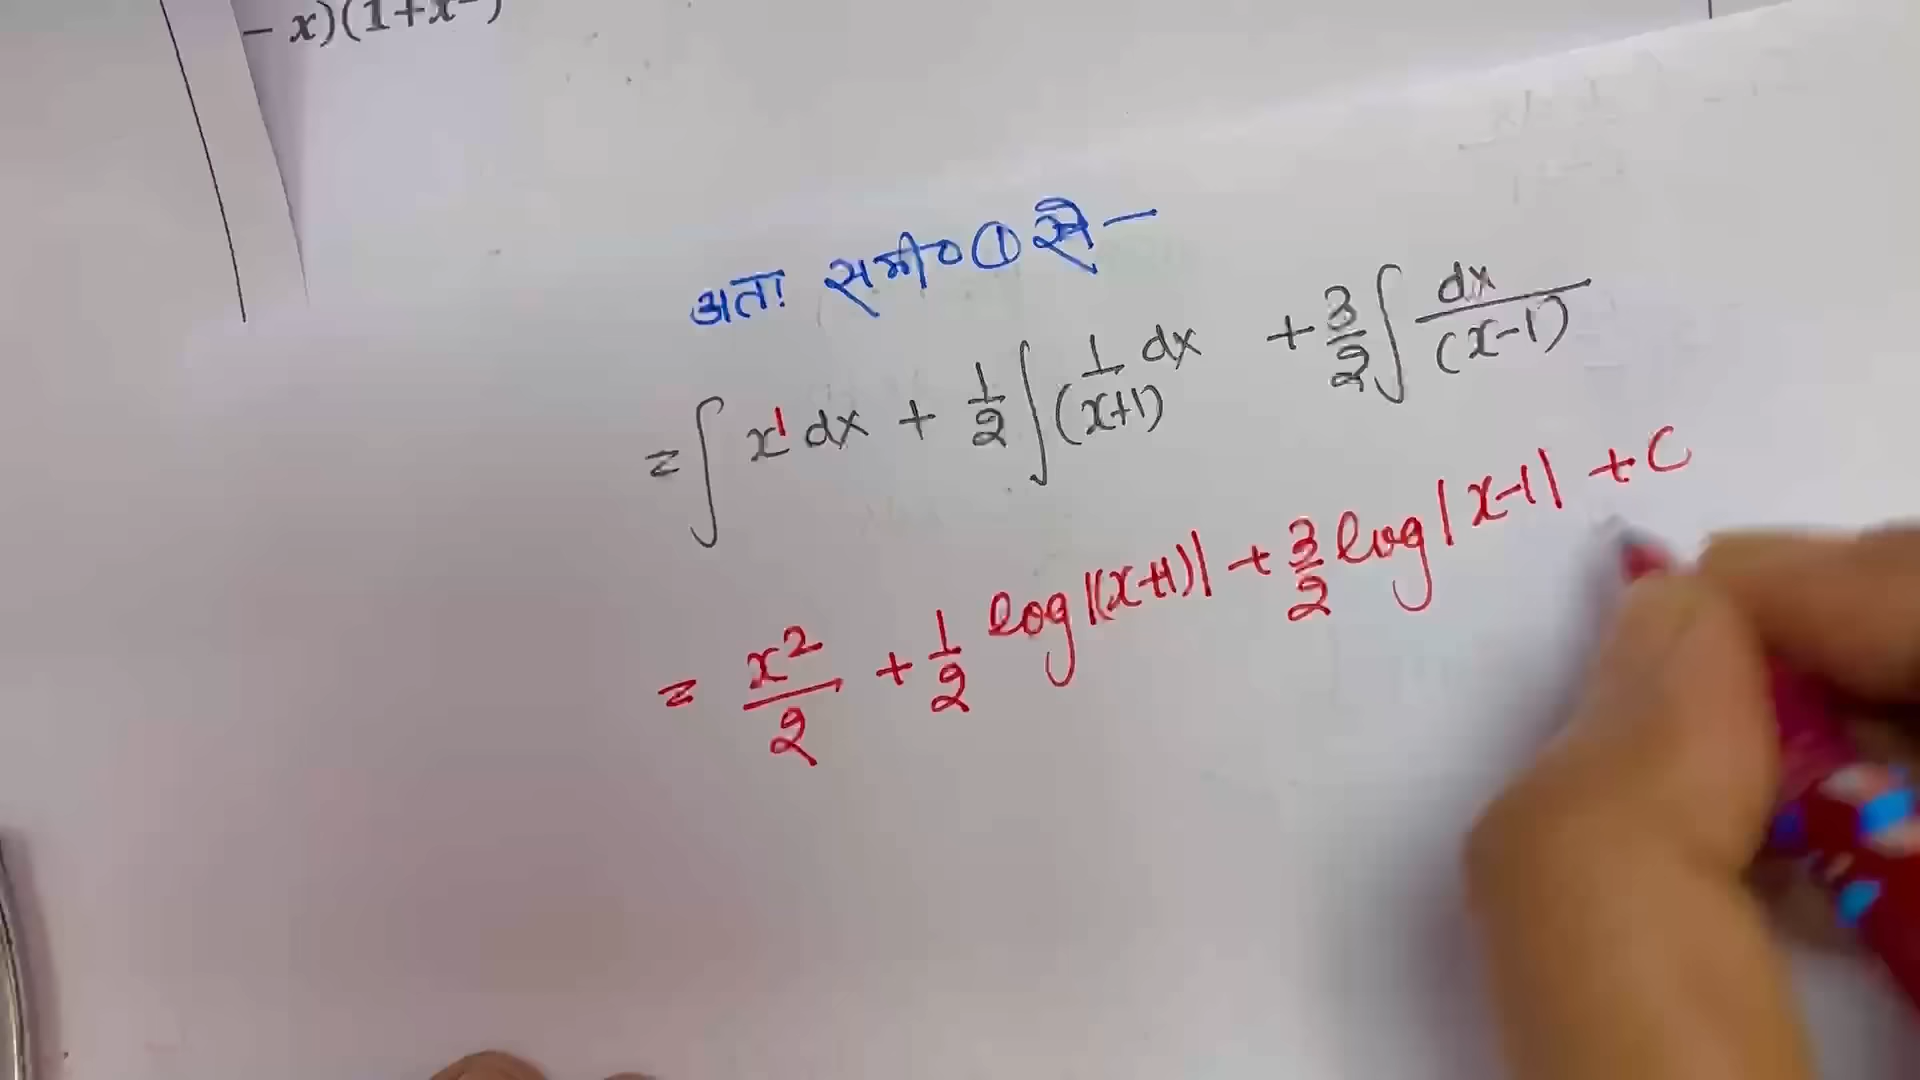 - x)(1+x
अतः समी० ① से –
= ∫ x¹ dx + 1/2 ∫ 1/(x+1) dx + 3/2 ∫ dx/(x-1)
= x²/2 + 1/2 log|(x+1)| + 3/2 log|x-1| + C